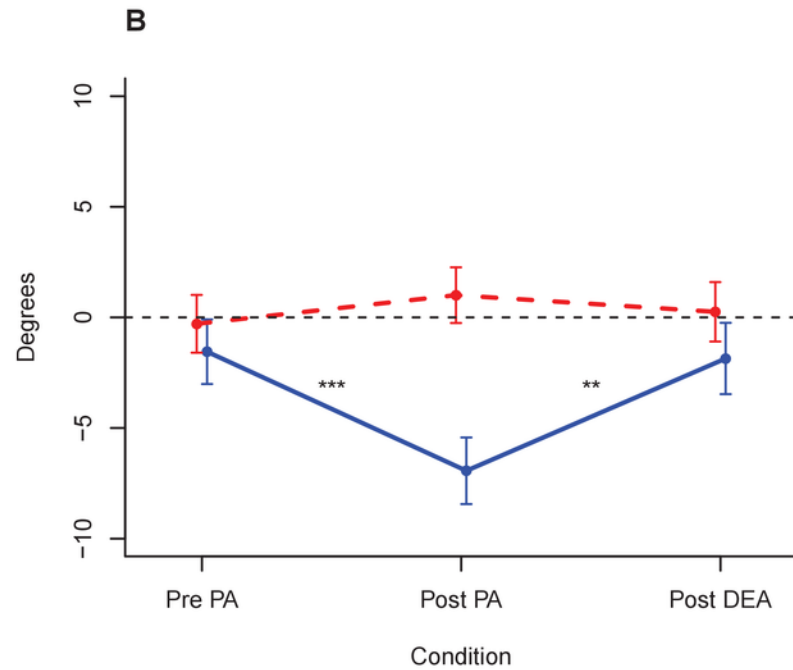 B
10
5
0
−5
−10
Degrees
***
**
Pre PA
Post PA
Post DEA
Condition